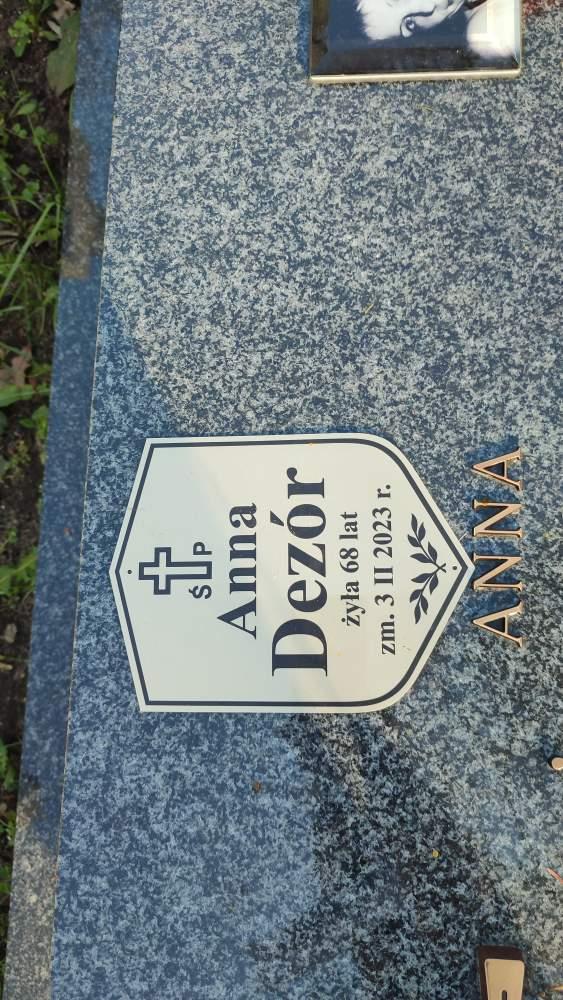 Ś P
Anna
Dezór
żyła 68 lat
zm. 3 II 2023 r.
ANNA